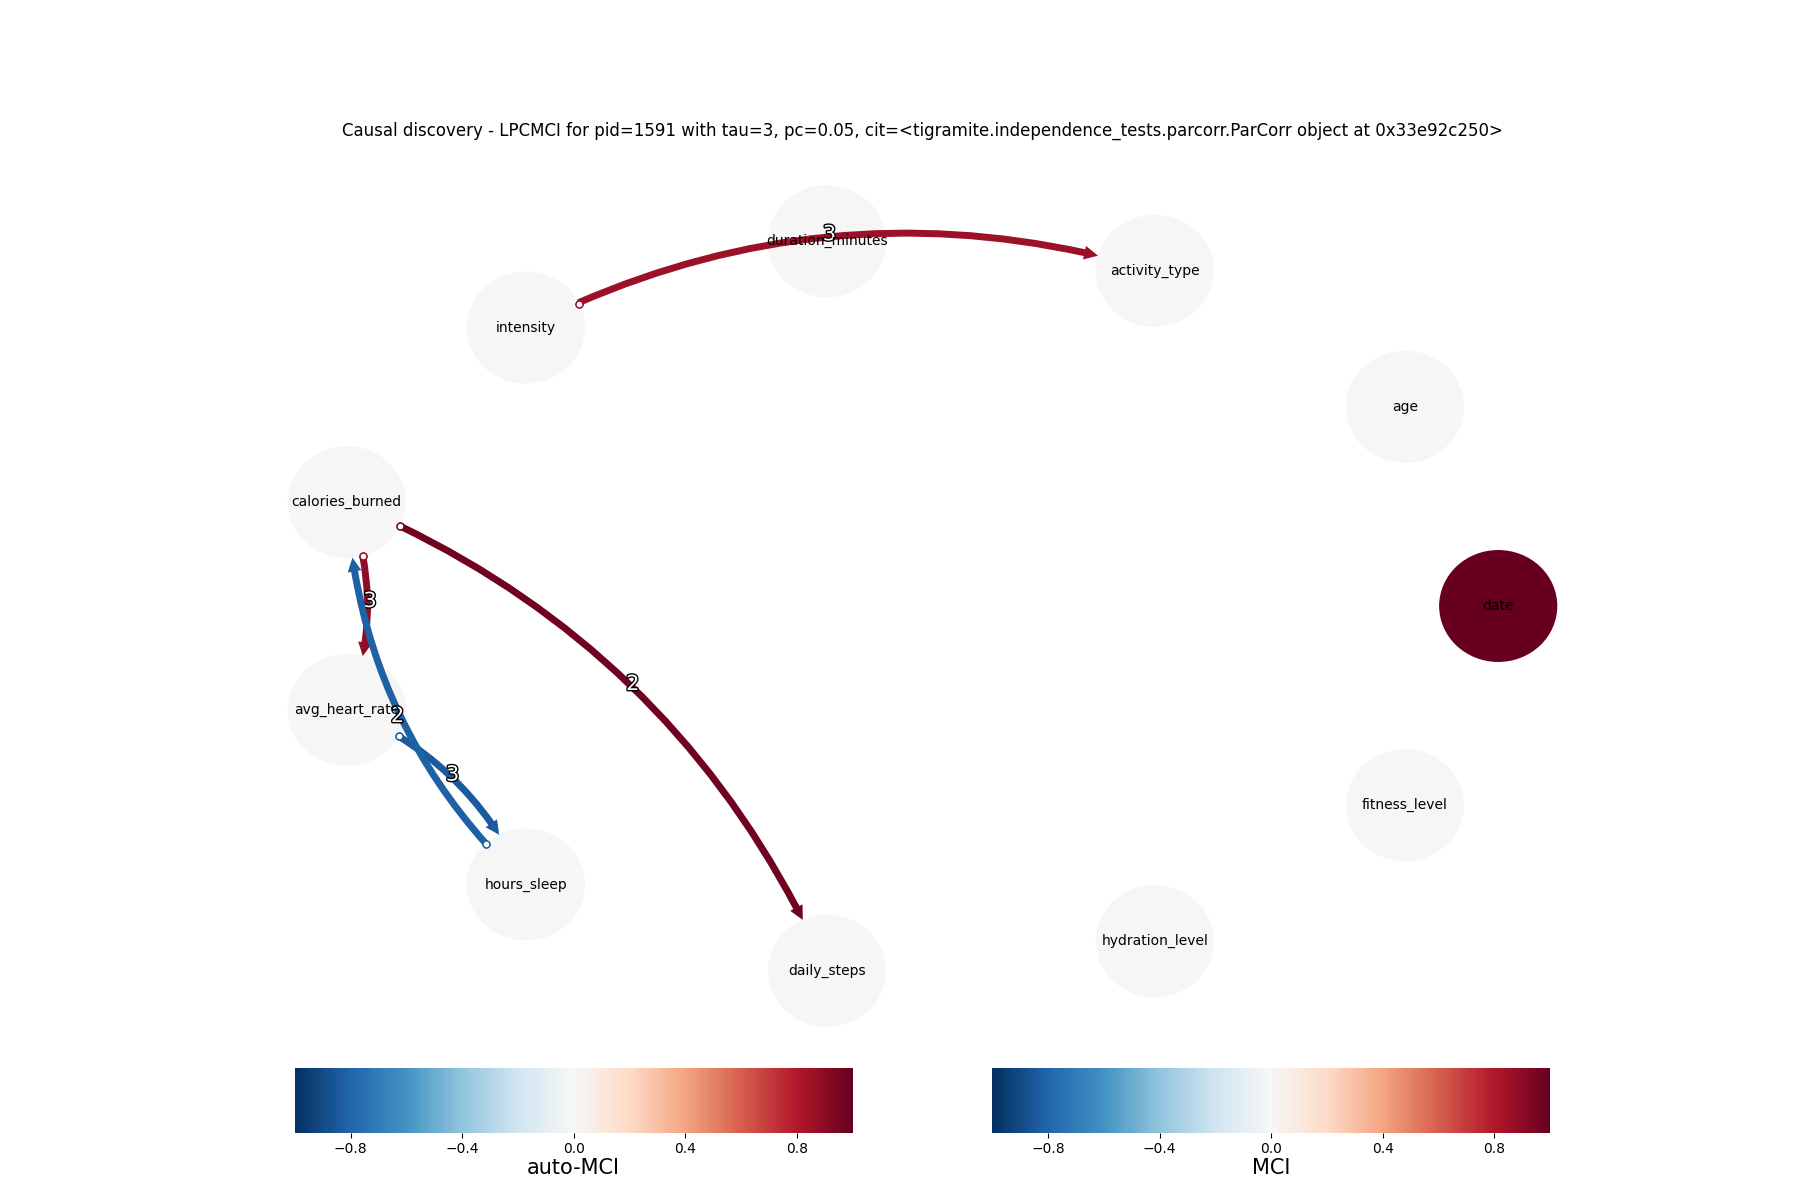 Causal discovery - LPCMCI for pid=1591 with tau=3, pc=0.05, cit=<tigramite.independence_tests.parcorr.ParCorr object at 0x33e92c250>
3
duration_minutes
activity_type
intensity
age
calories_burned
3
date
2
avg_heart_rate
2
3
fitness_level
hours_sleep
hydration_level
daily_steps
−0.8 −0.4 0.0 0.4 0.8
auto-MCI
−0.8 −0.4 0.0 0.4 0.8
MCI